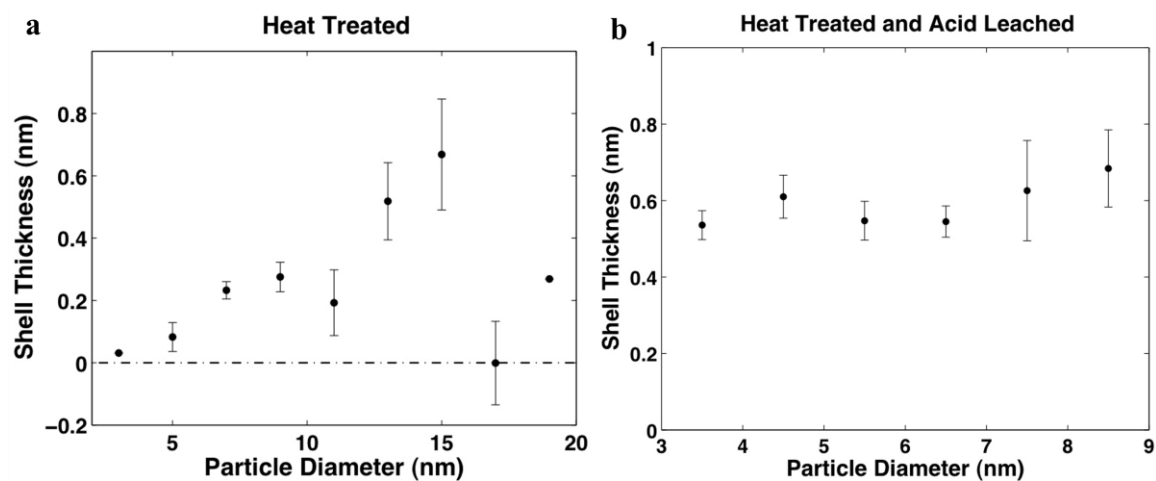 a
Heat Treated
Shell Thickness (nm)
0.8
0.6
0.4
0.2
0
−0.2
5
10
15
20
Particle Diameter (nm)
b
Heat Treated and Acid Leached
Shell Thickness (nm)
1
0.8
0.6
0.4
0.2
0
3
4
5
6
7
8
9
Particle Diameter (nm)